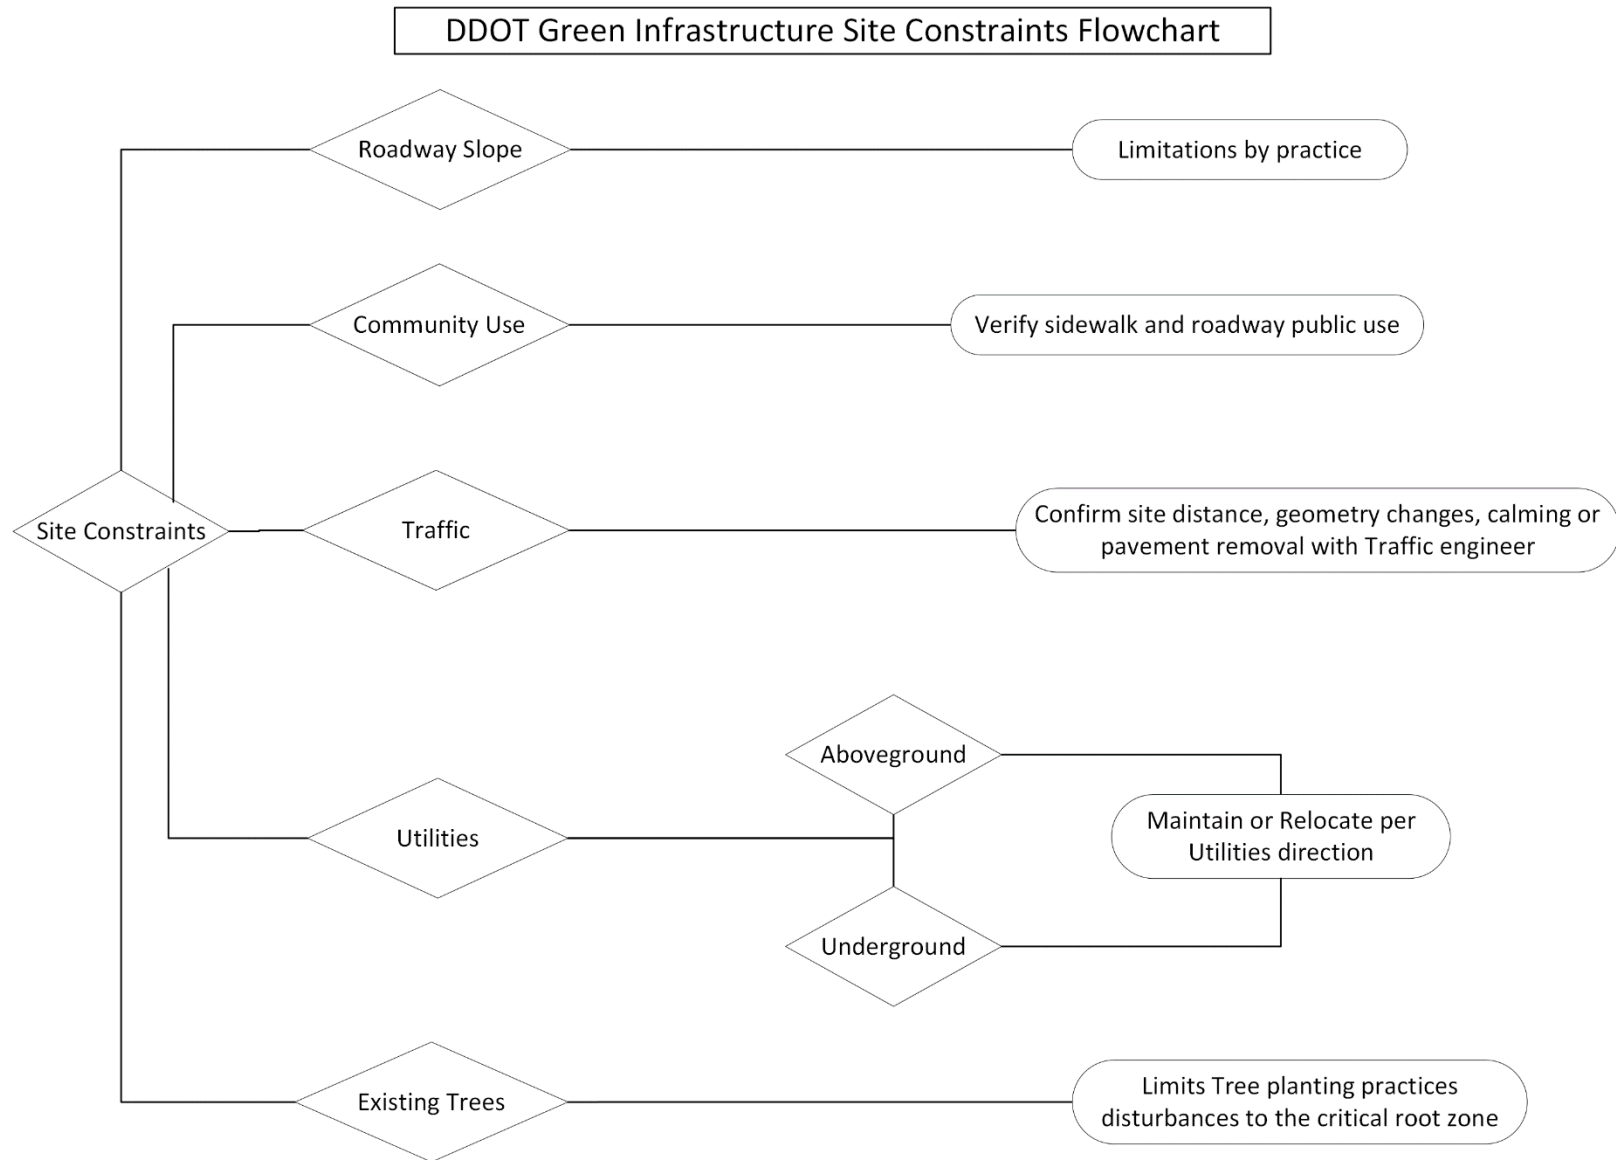 DDOT Green Infrastructure Site Constraints Flowchart
Roadway Slope
Limitations by practice
Community Use
Verify sidewalk and roadway public use
Site Constraints
Traffic
Confirm site distance, geometry changes, calming or
pavement removal with Traffic engineer
Aboveground
Utilities
Maintain or Relocate per
Utilities direction
Underground
Existing Trees
Limits Tree planting practices
disturbances to the critical root zone